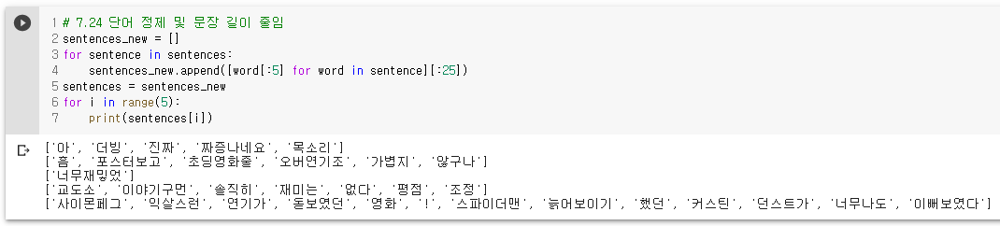 1 # 7.24 단어 정제 및 문장 길이 줄임
2 sentences_new = []
3 for sentence in sentences:
4     sentences_new.append([word[:5] for word in sentence][:25])
5 sentences = sentences_new
6 for i in range(5):
7     print(sentences[i])
['아', '더빙', '진짜', '짜증나네요', '목소리']
['흠', '포스터보고', '초딩영화줄', '오버연기조', '가볍지', '않구나']
['너무재밓었']
['교도소', '이야기구먼', '솔직히', '재미는', '없다', '평점', '조정']
['사이몬페그', '익살스런', '연기가', '돋보였던', '영화', '!', '스파이더맨', '늙어보이기', '했던', '커스틴', '던스트가', '너무나도', '이뻐보였다']